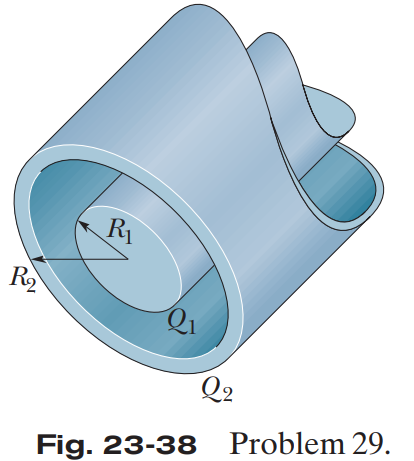 R₁
R₂
Q₁
Q₂
Fig. 23-38 Problem 29.